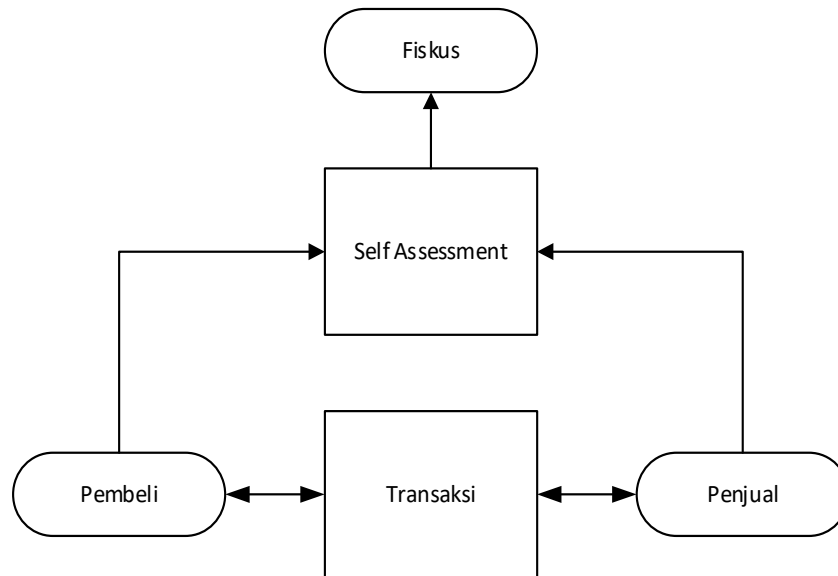 Fiskus
Self Assessment
Pembeli
Transaksi
Penjual